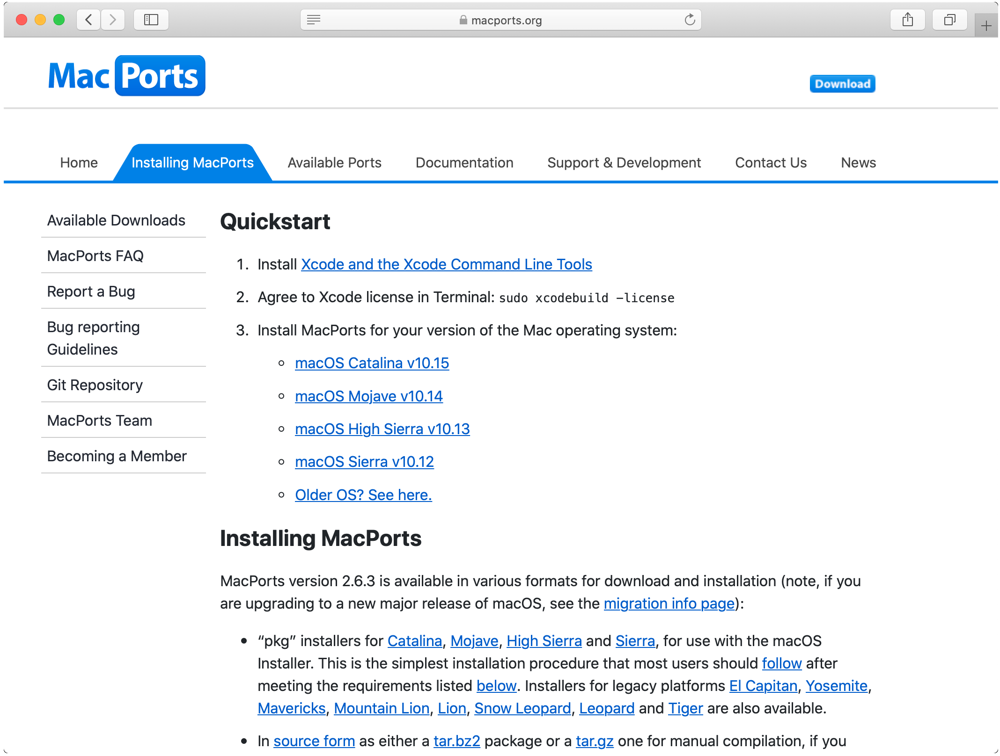 macports.org
MacPorts
Download
Home
Installing MacPorts
Available Ports
Documentation
Support & Development
Contact Us
News
Available Downloads
MacPorts FAQ
Report a Bug
Bug reporting
Guidelines
Git Repository
MacPorts Team
Becoming a Member
Quickstart
1. Install Xcode and the Xcode Command Line Tools
2. Agree to Xcode license in Terminal: sudo xcodebuild -license
3. Install MacPorts for your version of the Mac operating system:
macOS Catalina v10.15
macOS Mojave v10.14
macOS High Sierra v10.13
macOS Sierra v10.12
Older OS? See here.
Installing MacPorts
MacPorts version 2.6.3 is available in various formats for download and installation (note, if you
are upgrading to a new major release of macOS, see the migration info page):
• “pkg” installers for Catalina, Mojave, High Sierra and Sierra, for use with the macOS
Installer. This is the simplest installation procedure that most users should follow after
meeting the requirements listed below. Installers for legacy platforms El Capitan, Yosemite,
Mavericks, Mountain Lion, Lion, Snow Leopard, Leopard and Tiger are also available.
• In source form as either a tar.bz2 package or a tar.gz one for manual compilation, if you